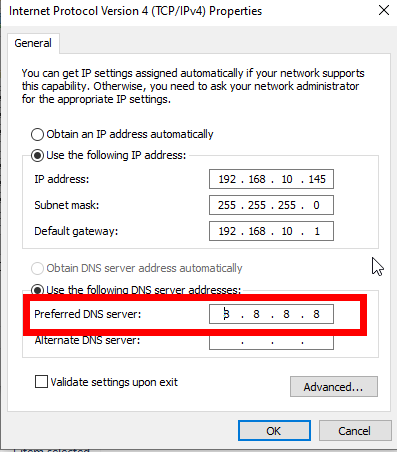 Internet Protocol Version 4 (TCP/IPv4) Properties
General
You can get IP settings assigned automatically if your network supports
this capability. Otherwise, you need to ask your network administrator
for the appropriate IP settings.
Obtain an IP address automatically
Use the following IP address:
IP address: 192 . 168 . 10 . 145
Subnet mask: 255 . 255 . 255 . 0
Default gateway: 192 . 168 . 10 . 1
Obtain DNS server address automatically
Use the following DNS server addresses:
Preferred DNS server: 8 . 8 . 8 . 8
Alternate DNS server: . . .
Validate settings upon exit
Advanced...
OK Cancel